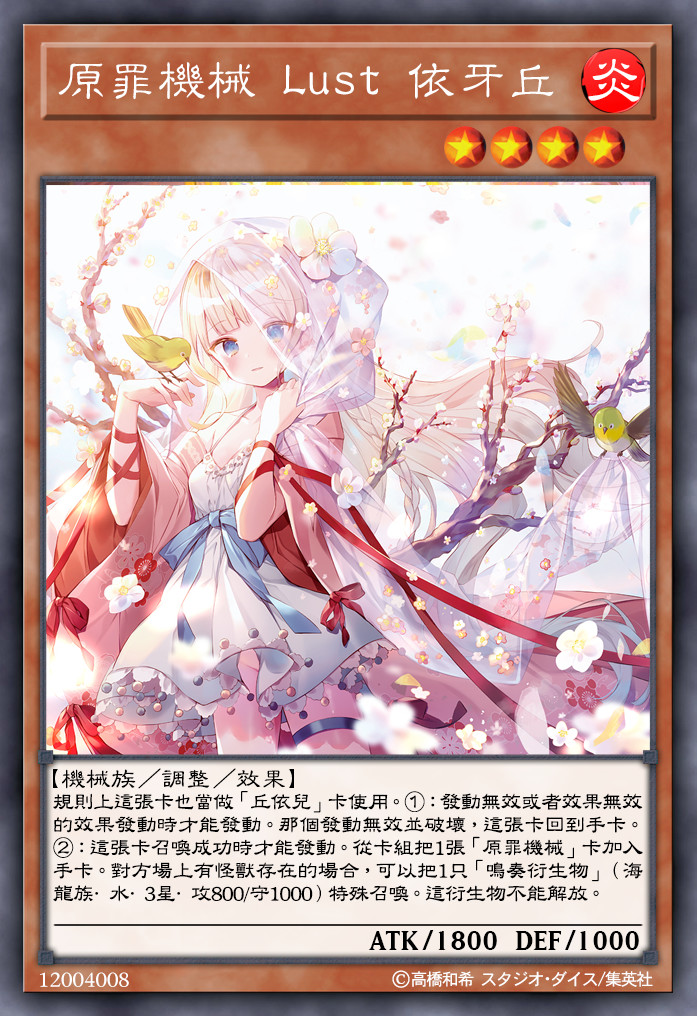 原罪機械 Lust 依牙丘 炎
【機械族／調整／效果】
規則上這張卡也當做「丘依兒」卡使用。①：發動無效或者效果無效
的效果發動時才能發動。那個發動無效並破壞，這張卡回到手卡。
②：這張卡召喚成功時才能發動。從卡組把1張「原罪機械」卡加入
手卡。對方場上有怪獸存在的場合，可以把1只「鳴奏衍生物」（海
龍族· 水· 3星· 攻800/守1000）特殊召喚。這衍生物不能解放。
ATK/1800 DEF/1000
12004008 ©高橋和希 スタジオ・ダイス/集英社